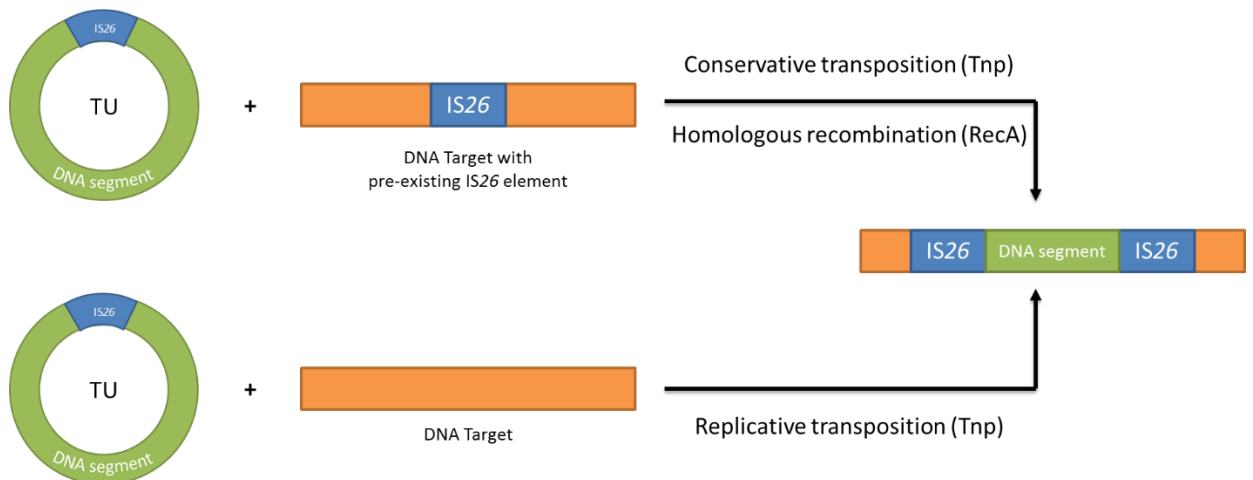 IS26
TU
DNA segment
+
IS26
DNA Target with
pre-existing IS26 element
Conservative transposition (Tnp)
Homologous recombination (RecA)
IS26
DNA segment
IS26
IS26
TU
DNA segment
+
DNA Target
Replicative transposition (Tnp)